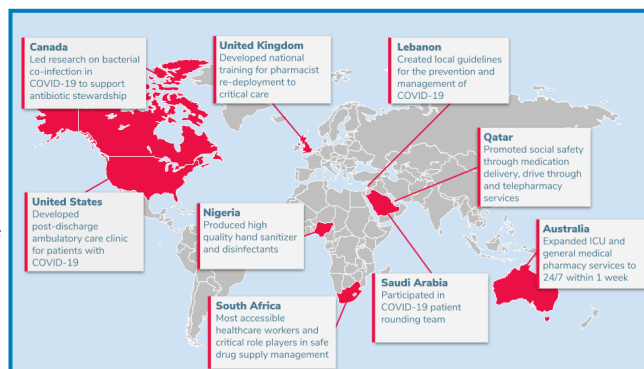 Canada
Led research on bacterial
co-infection in
COVID-19 to support
antibiotic stewardship
United Kingdom
Developed national
training for pharmacist
re-deployment to
critical care
Lebanon
Created local guidelines
for the prevention and
management of
COVID-19
Qatar
Promoted social safety
through medication
delivery, drive through
and telepharmacy
services
United States
Developed
post-discharge
ambulatory care clinic
for patients with
COVID-19
Nigeria
Produced high
quality hand sanitizer
and disinfectants
Australia
Expanded ICU and
general medical
pharmacy services to
24/7 within 1 week
South Africa
Most accessible
healthcare workers and
critical role players in safe
drug supply management
Saudi Arabia
Participated in
COVID-19 patient
rounding team